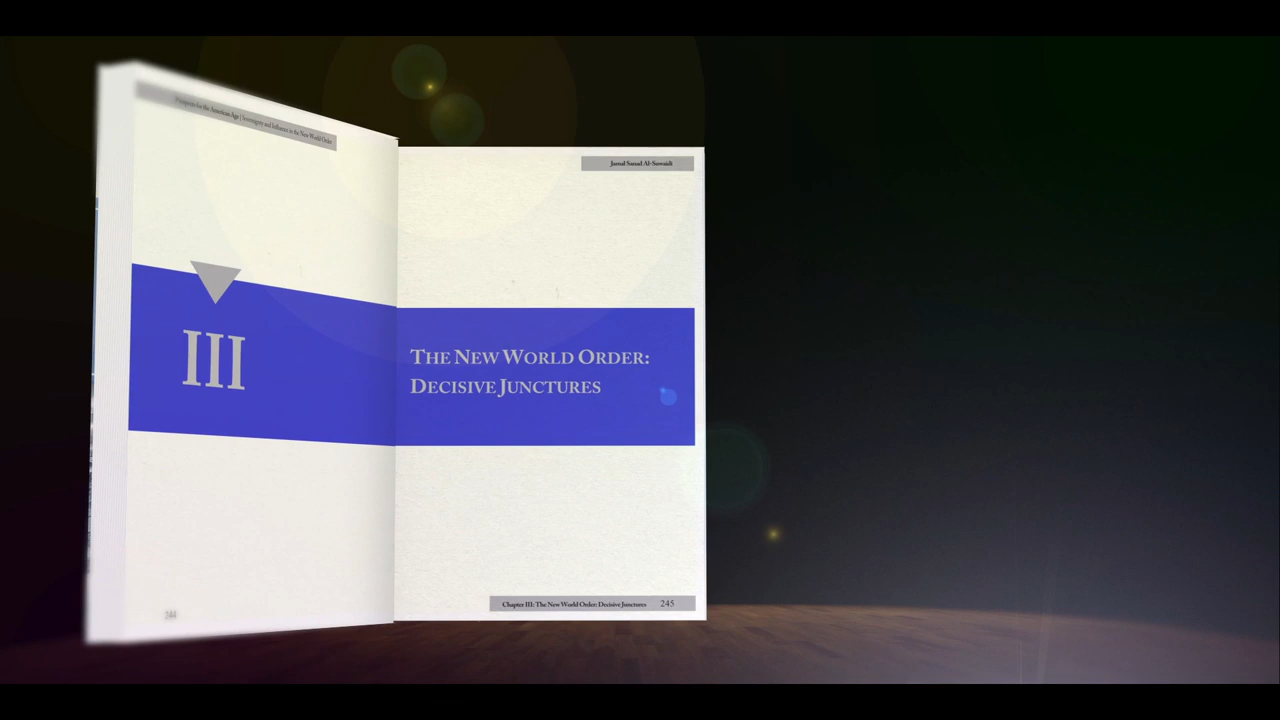 Prospects for the American Age | Sovereignty and Influence in the New World Order
Jamal Sanad Al-Suwaidi
III
THE NEW WORLD ORDER:
DECISIVE JUNCTURES
244
Chapter III: The New World Order: Decisive Junctures 245